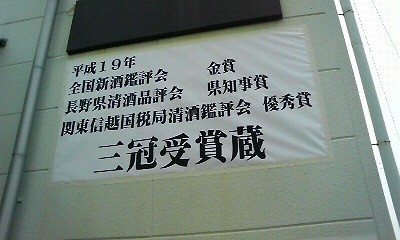 平成19年
全国新酒鑑評会 金賞
長野県清酒品評会 県知事賞
関東信越国税局清酒鑑評会 優秀賞
三冠受賞蔵